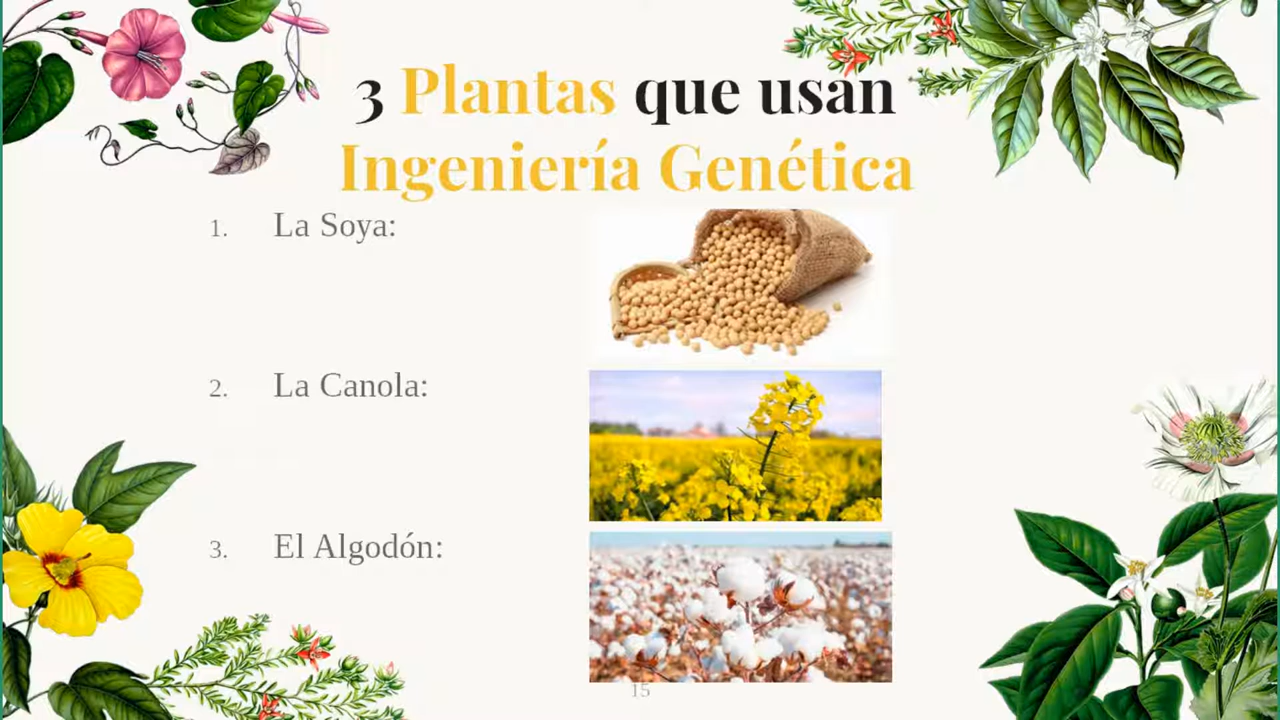 3 Plantas que usan
Ingeniería Genética
1. La Soya:
2. La Canola:
3. El Algodón:
15